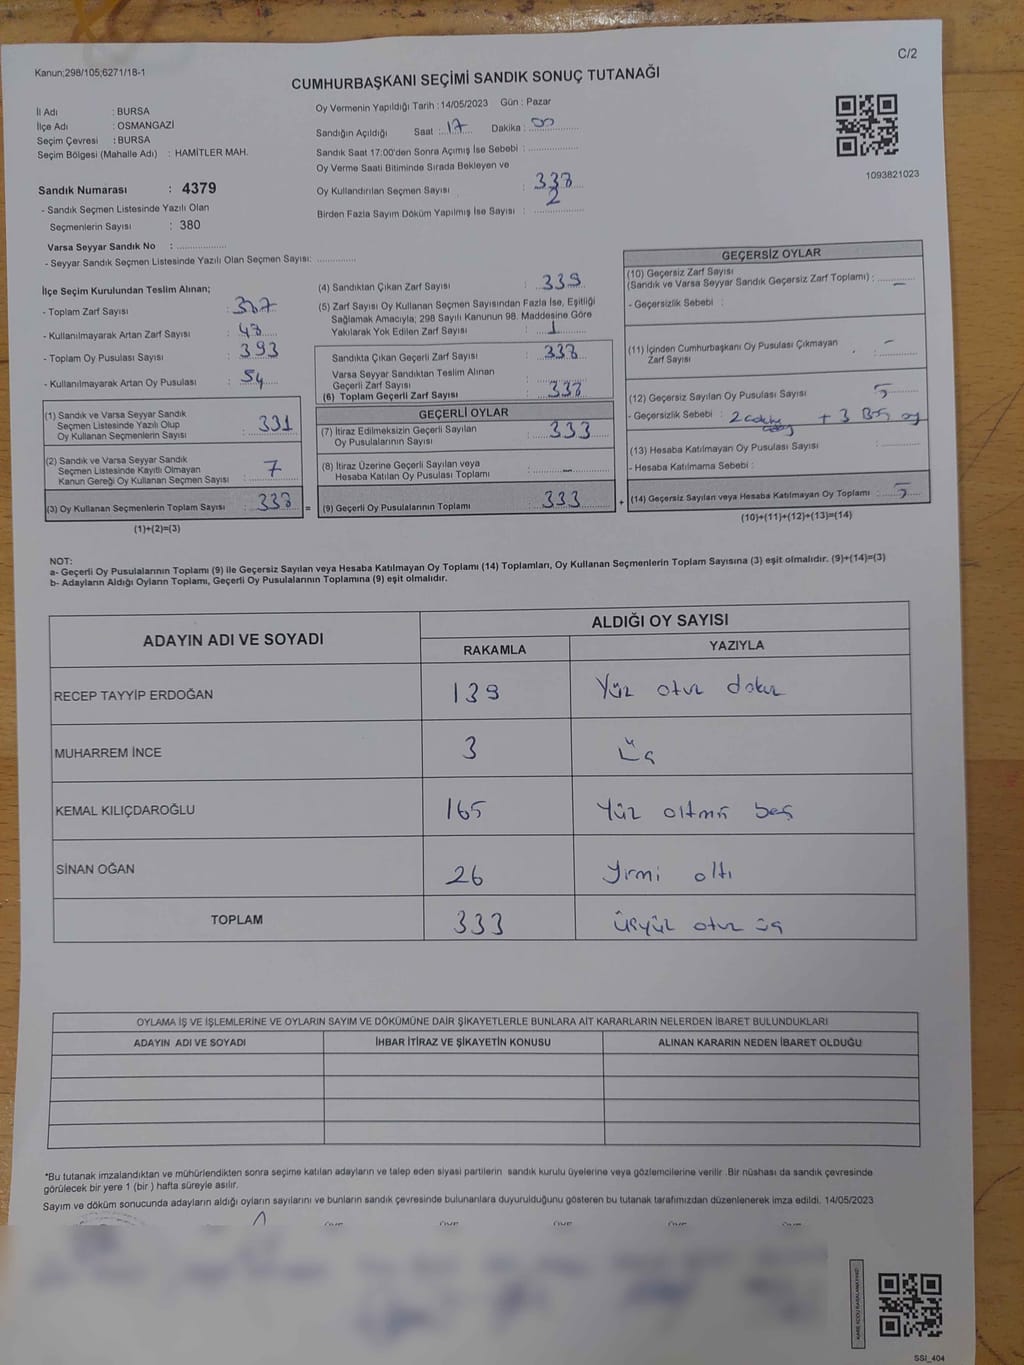 C/2
Kanun;298/105;6271/18-1
CUMHURBAŞKANI SEÇİMİ SANDIK SONUÇ TUTANAĞI
İl Adı : BURSA
İlçe Adı : OSMANGAZİ
Seçim Çevresi : BURSA
Seçim Bölgesi (Mahalle Adı) : HAMİTLER MAH.
Oy Vermenin Yapıldığı Tarih : 14/05/2023 Gün : Pazar
Sandığın Açıldığı Saat : 17 Dakika : 00
Sandık Saat 17:00'den Sonra Açımış İse Sebebi :
Oy Verme Saati Bitiminde Sırada Bekleyen ve
Oy Kullandırılan Seçmen Sayısı : 338
Birden Fazla Sayım Döküm Yapılmış İse Sayısı : 2
1093821023
Sandık Numarası : 4379
- Sandık Seçmen Listesinde Yazılı Olan
Seçmenlerin Sayısı : 380
Varsa Seyyar Sandık No :
- Seyyar Sandık Seçmen Listesinde Yazılı Olan Seçmen Sayısı:
İlçe Seçim Kurulundan Teslim Alınan;
- Toplam Zarf Sayısı :
- Kullanılmayarak Artan Zarf Sayısı :
- Toplam Oy Pusulası Sayısı : 393
- Kullanılmayarak Artan Oy Pusulası : 54
(1) Sandık ve Varsa Seyyar Sandık
Seçmen Listesinde Yazılı Olup
Oy Kullanan Seçmenlerin Sayısı : 331
(2) Sandık ve Varsa Seyyar Sandık
Seçmen Listesinde Kayıtlı Olmayan
Kanun Gereği Oy Kullanan Seçmen Sayısı : 7
(3) Oy Kullanan Seçmenlerin Toplam Sayısı : 338 =
(1)+(2)=(3)
(4) Sandıktan Çıkan Zarf Sayısı : 339
(5) Zarf Sayısı Oy Kullanan Seçmen Sayısından Fazla İse, Eşitliği
Sağlamak Amacıyla; 298 Sayılı Kanunun 98. Maddesine Göre
Yakılarak Yok Edilen Zarf Sayısı : 1
Sandıkta Çıkan Geçerli Zarf Sayısı : 338
Varsa Seyyar Sandıktan Teslim Alınan
Geçerli Zarf Sayısı :
(6) Toplam Geçerli Zarf Sayısı : 338
GEÇERLİ OYLAR
(7) İtiraz Edilmeksizin Geçerli Sayılan
Oy Pusulalarının Sayısı : 333
(8) İtiraz Üzerine Geçerli Sayılan veya
Hesaba Katılan Oy Pusulası Toplamı : -
(9) Geçerli Oy Pusulalarının Toplamı : 333 +
GEÇERSİZ OYLAR
(10) Geçersiz Zarf Sayısı
(Sandık ve Varsa Seyyar Sandık Geçersiz Zarf Toplamı) : -
- Geçersizlik Sebebi :
(11) İçinden Cumhurbaşkanı Oy Pusulası Çıkmayan
Zarf Sayısı : -
(12) Geçersiz Sayılan Oy Pusulası Sayısı : 5
- Geçersizlik Sebebi : 2 + 3 Boş oy
(13) Hesaba Katılmayan Oy Pusulası Sayısı :
- Hesaba Katılmama Sebebi :
(14) Geçersiz Sayılan veya Hesaba Katılmayan Oy Toplamı : 5
(10)+(11)+(12)+(13)=(14)
NOT:
a- Geçerli Oy Pusulalarının Toplamı (9) ile Geçersiz Sayılan veya Hesaba Katılmayan Oy Toplamı (14) Toplamları, Oy Kullanan Seçmenlerin Toplam Sayısına (3) eşit olmalıdır. (9)+(14)=(3)
b- Adayların Aldığı Oyların Toplamı, Geçerli Oy Pusulalarının Toplamına (9) eşit olmalıdır.
ADAYIN ADI VE SOYADI ALDIĞI OY SAYISI
RAKAMLA YAZIYLA
RECEP TAYYİP ERDOĞAN 139 Yüz otuz dokuz
MUHARREM İNCE 3 Üç
KEMAL KILIÇDAROĞLU 165 Yüz altmış beş
SİNAN OĞAN 26 Yirmi altı
TOPLAM 333 Üçyüz otuz üç
OYLAMA İŞ VE İŞLEMLERİNE VE OYLARIN SAYIM VE DÖKÜMÜNE DAİR ŞİKAYETLERLE BUNLARA AİT KARARLARIN NELERDEN İBARET BULUNDUKLARI
ADAYIN ADI VE SOYADI İHBAR İTİRAZ VE ŞİKAYETİN KONUSU ALINAN KARARIN NEDEN İBARET OLDUĞU
*Bu tutanak imzalandıktan ve mühürlendikten sonra seçime katılan adayların ve talep eden siyasi partilerin sandık kurulu üyelerine veya gözlemcilerine verilir .Bir nüshası da sandık çevresinde
görülecek bir yere 1 (bir ) hafta süreyle asılır.
Sayım ve döküm sonucunda adayların aldığı oyların sayılarını ve bunların sandık çevresinde bulunanlara duyurulduğunu gösteren bu tutanak tarafımızdan düzenlenerek imza edildi. 14/05/2023
SSİ_404